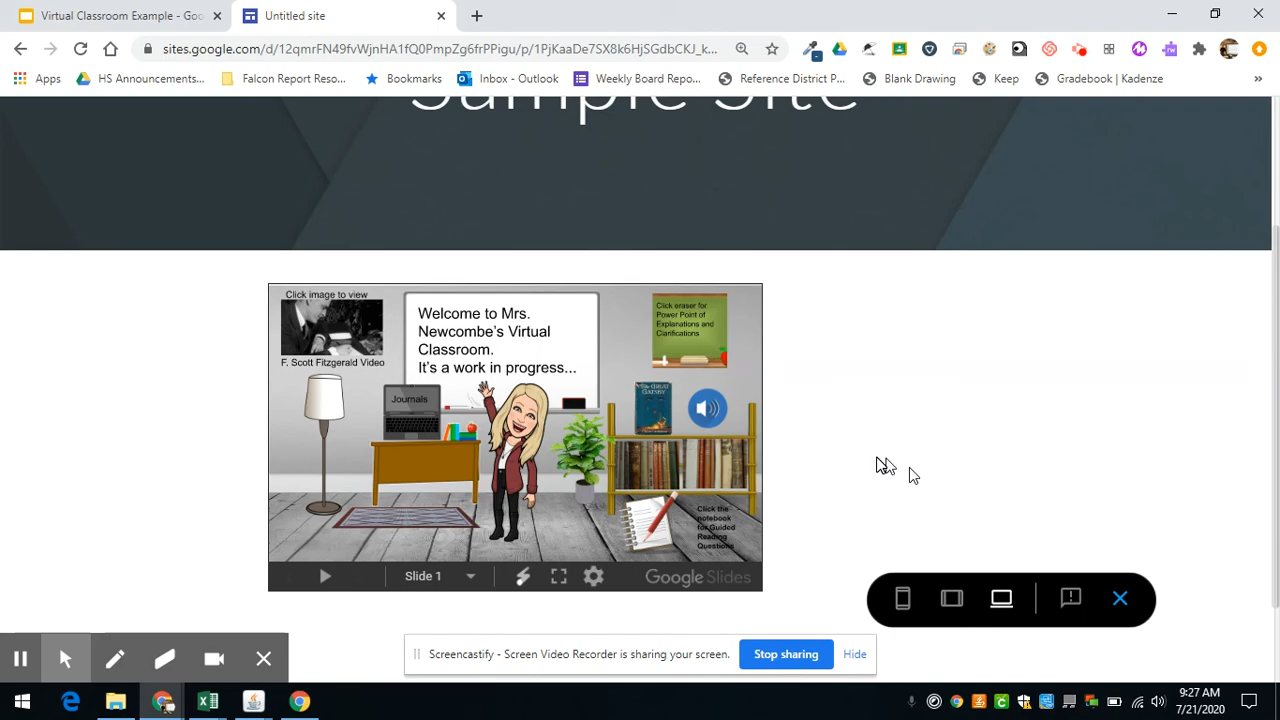 Virtual Classroom Example - Goo
Untitled site
sites.google.com/d/12qmrFN49fvWjnHA1fQ0PmpZg6frPPigu/p/1PJKaaDe7SX8k6HjSGdbCKJ_k...
Apps
HS Announcements...
Falcon Report Reso...
Bookmarks
Inbox - Outlook
Weekly Board Repo...
Reference District P...
Blank Drawing
Keep
Gradebook | Kadenze
»
Sample Site
Click image to view
F. Scott Fitzgerald Video
Welcome to Mrs.
Newcombe's Virtual
Classroom.
It's a work in progress...
Click eraser for
Power Point of
Explanations and
Clarifications
Journals
THE GREAT
GATSBY
Click the
notebook
for Guided
Reading
Questions
Slide 1
Google Slides
Screencastify - Screen Video Recorder is sharing your screen.
Stop sharing
Hide
9:27 AM
7/21/2020